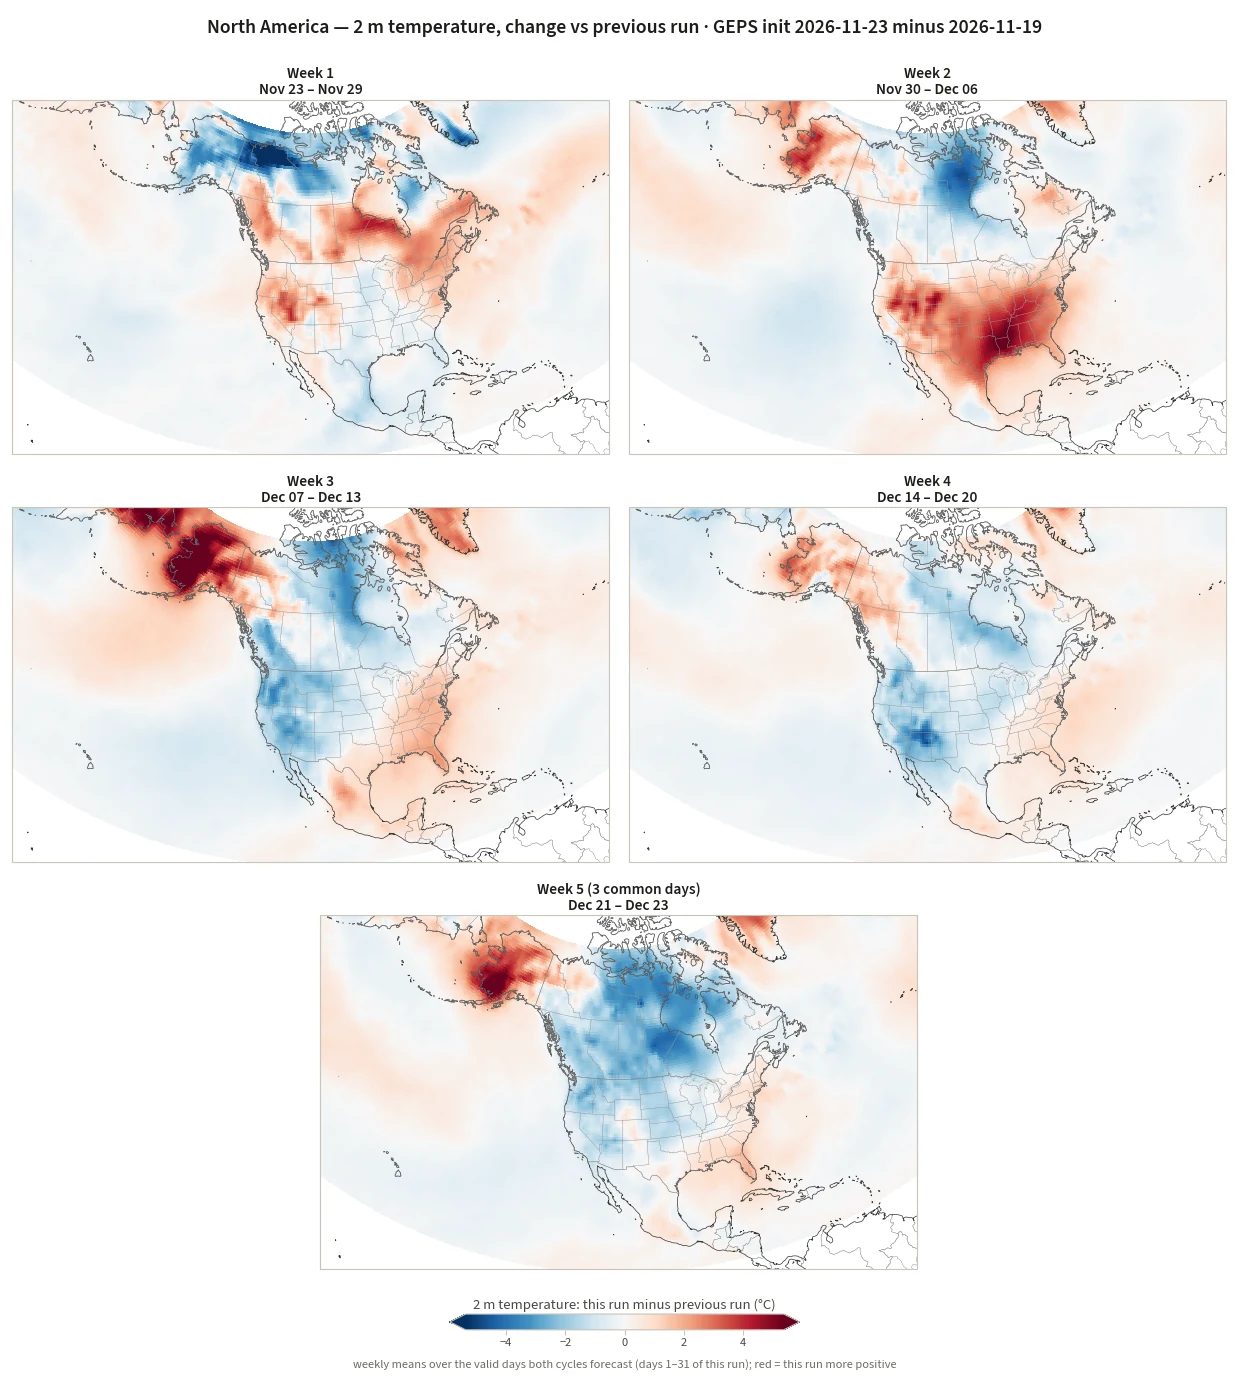 North America — 2 m temperature, change vs previous run · GEPS init 2026-11-23 minus 2026-11-19
Week 1
Nov 23 – Nov 29
Week 2
Nov 30 – Dec 06
Week 3
Dec 07 – Dec 13
Week 4
Dec 14 – Dec 20
Week 5 (3 common days)
Dec 21 – Dec 23
2 m temperature: this run minus previous run (°C)
−4 −2 0 2 4
weekly means over the valid days both cycles forecast (days 1–31 of this run); red = this run more positive